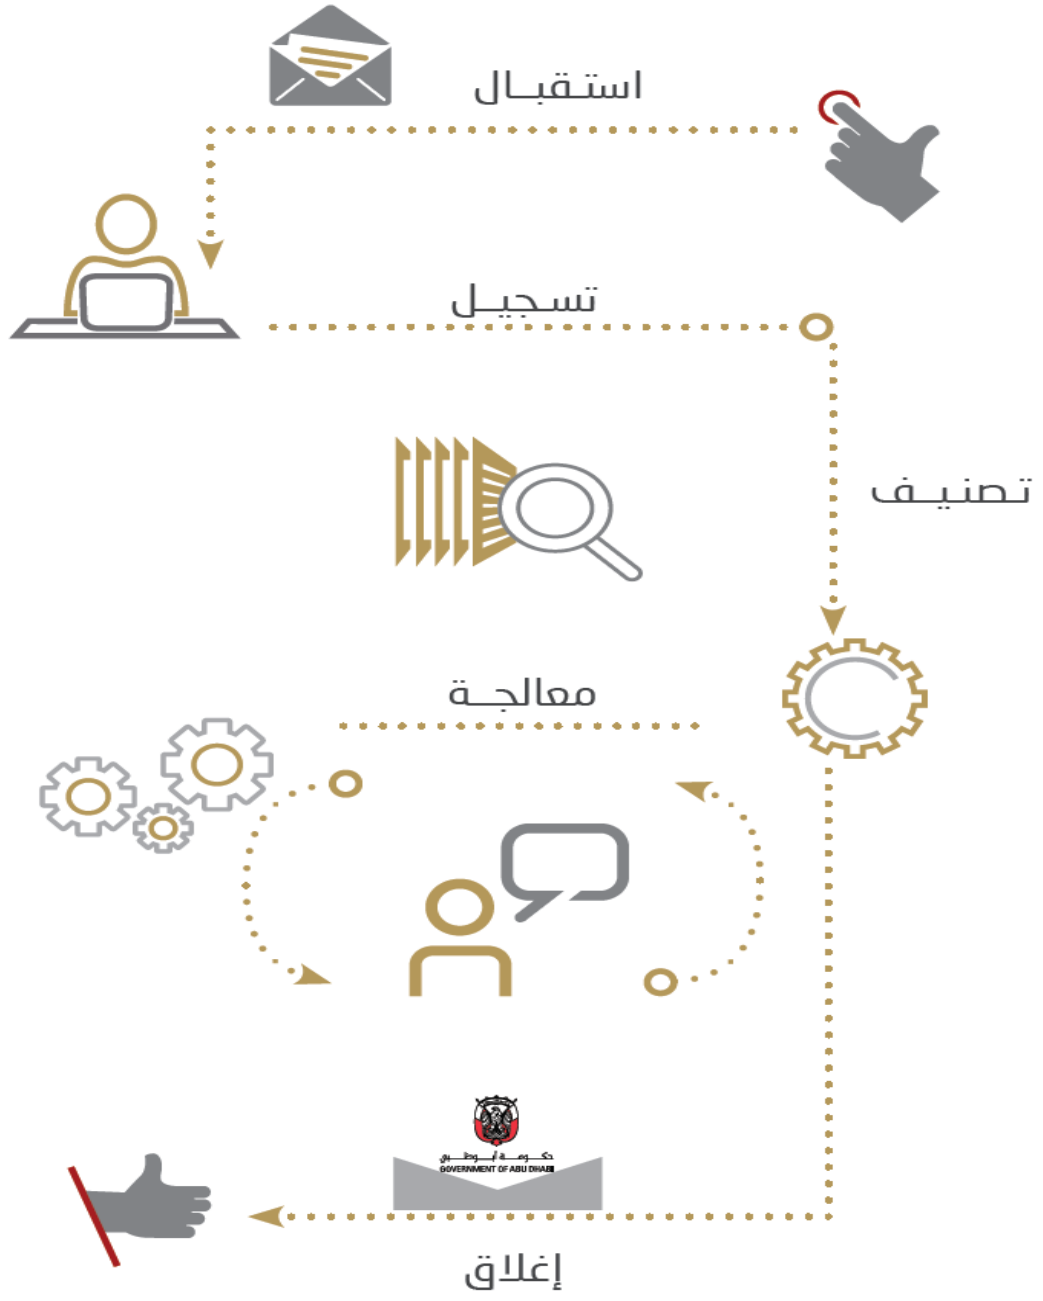 استقبال
تسجيل
تصنيف
معالجة
حكومة أبوظبي
GOVERNMENT OF ABU DHABI
إغلاق